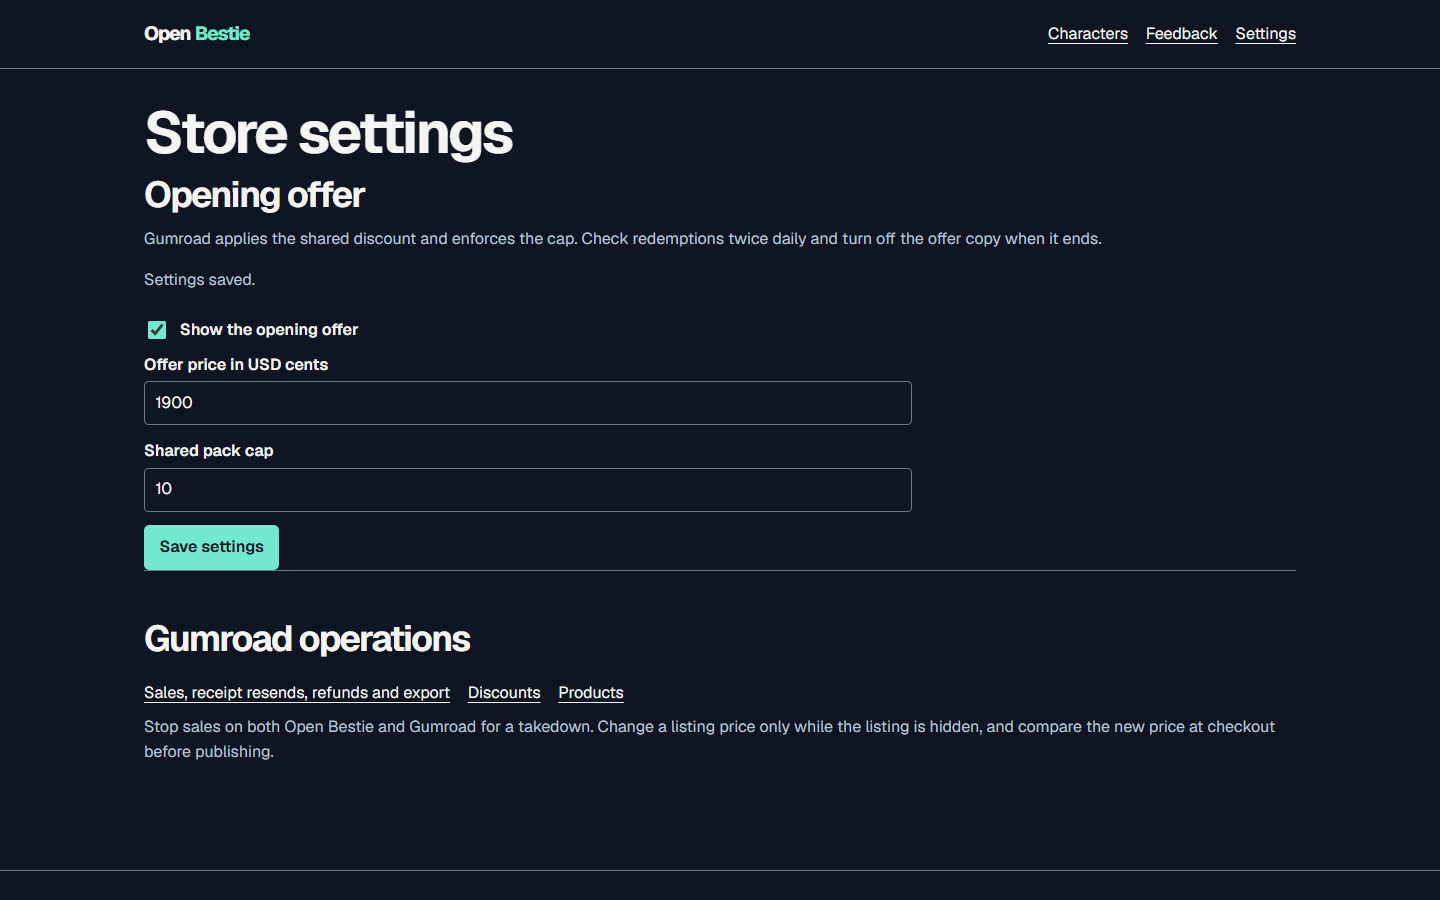 Open Bestie
Characters Feedback Settings
Store settings
Opening offer
Gumroad applies the shared discount and enforces the cap. Check redemptions twice daily and turn off the offer copy when it ends.
Settings saved.
Show the opening offer
Offer price in USD cents
1900
Shared pack cap
10
Save settings
Gumroad operations
Sales, receipt resends, refunds and export Discounts Products
Stop sales on both Open Bestie and Gumroad for a takedown. Change a listing price only while the listing is hidden, and compare the new price at checkout
before publishing.